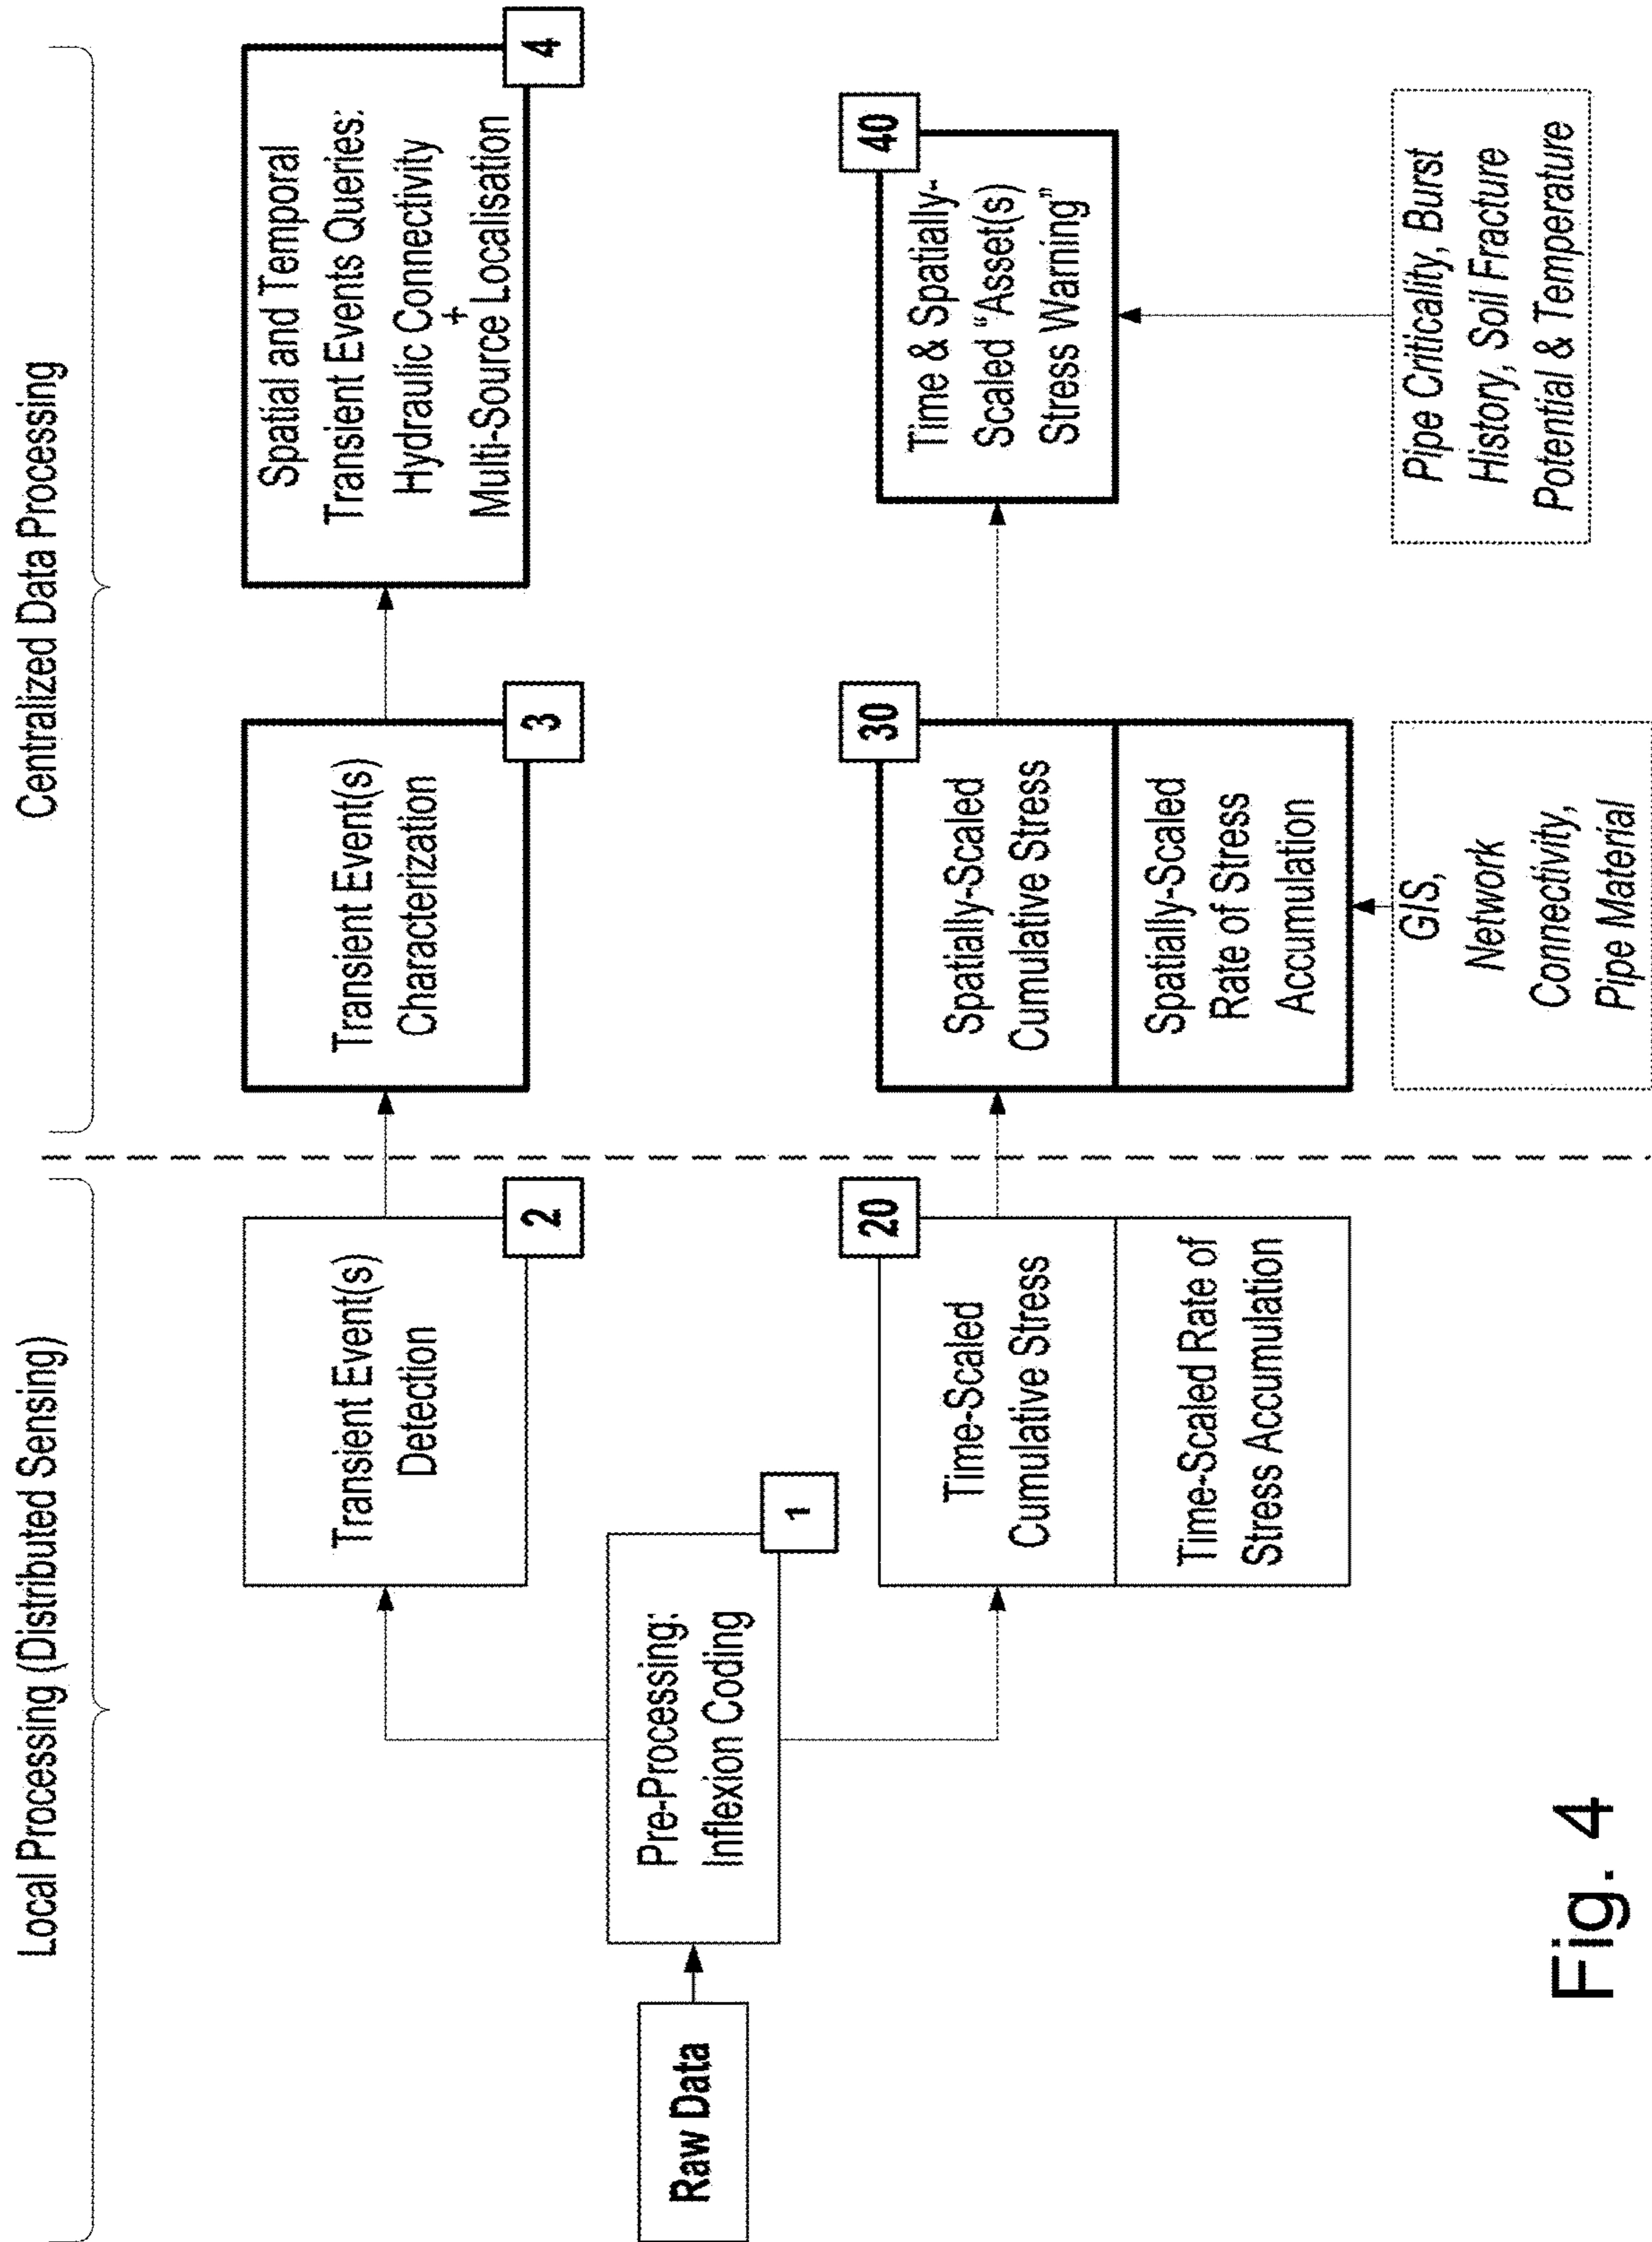 Local Processing (Distributed Sensing)
Centralized Data Processing
Raw Data
Pre-Processing:
Inflexion Coding
1
Transient Event(s)
Detection
2
Transient Event(s)
Characterization
3
Spatial and Temporal
Transient Events Queries:
Hydraulic Connectivity
+
Multi-Source Localisation
4
20
Time-Scaled
Cumulative Stress
Time-Scaled Rate of
Stress Accumulation
30
Spatially-Scaled
Cumulative Stress
Spatially-Scaled
Rate of Stress
Accumulation
40
Time & Spatially-
Scaled “Asset(s)
Stress Warning”
GIS,
Network
Connectivity,
Pipe Material
Pipe Criticality, Burst
History, Soil Fracture
Potential & Temperature
Fig. 4